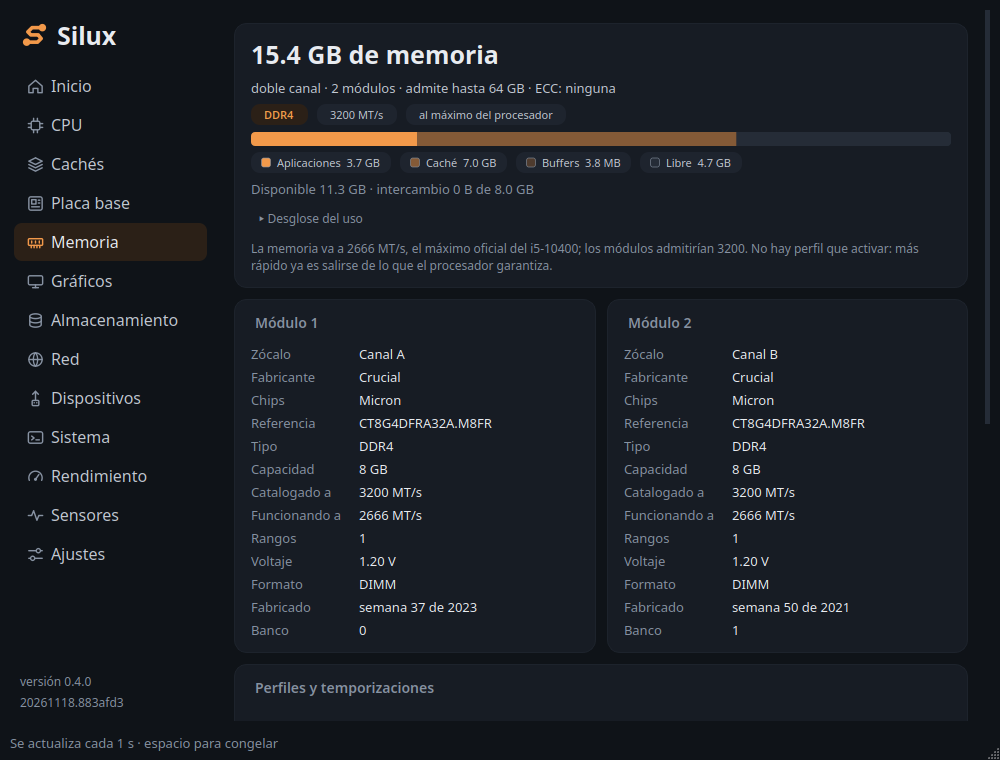 Silux
Inicio
CPU
Cachés
Placa base
Memoria
Gráficos
Almacenamiento
Red
Dispositivos
Sistema
Rendimiento
Sensores
Ajustes
versión 0.4.0
20261118.883afd3
15.4 GB de memoria
doble canal · 2 módulos · admite hasta 64 GB · ECC: ninguna
DDR4 3200 MT/s al máximo del procesador
Aplicaciones 3.7 GB Caché 7.0 GB Buffers 3.8 MB Libre 4.7 GB
Disponible 11.3 GB · intercambio 0 B de 8.0 GB
▸ Desglose del uso
La memoria va a 2666 MT/s, el máximo oficial del i5-10400; los módulos admitirían 3200. No hay perfil que activar: más
rápido ya es salirse de lo que el procesador garantiza.
Módulo 1
Zócalo Canal A
Fabricante Crucial
Chips Micron
Referencia CT8G4DFRA32A.M8FR
Tipo DDR4
Capacidad 8 GB
Catalogado a 3200 MT/s
Funcionando a 2666 MT/s
Rangos 1
Voltaje 1.20 V
Formato DIMM
Fabricado semana 37 de 2023
Banco 0
Módulo 2
Zócalo Canal B
Fabricante Crucial
Chips Micron
Referencia CT8G4DFRA32A.M8FR
Tipo DDR4
Capacidad 8 GB
Catalogado a 3200 MT/s
Funcionando a 2666 MT/s
Rangos 1
Voltaje 1.20 V
Formato DIMM
Fabricado semana 50 de 2021
Banco 1
Perfiles y temporizaciones
Se actualiza cada 1 s · espacio para congelar